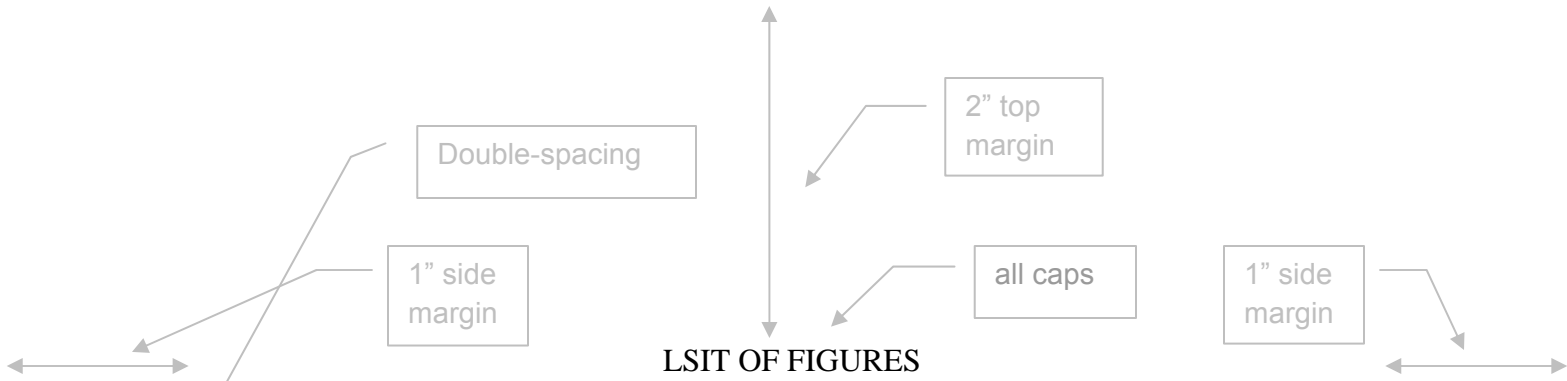 2” top
margin
Double-spacing
1” side
margin
all caps
1” side
margin
LSIT OF FIGURES